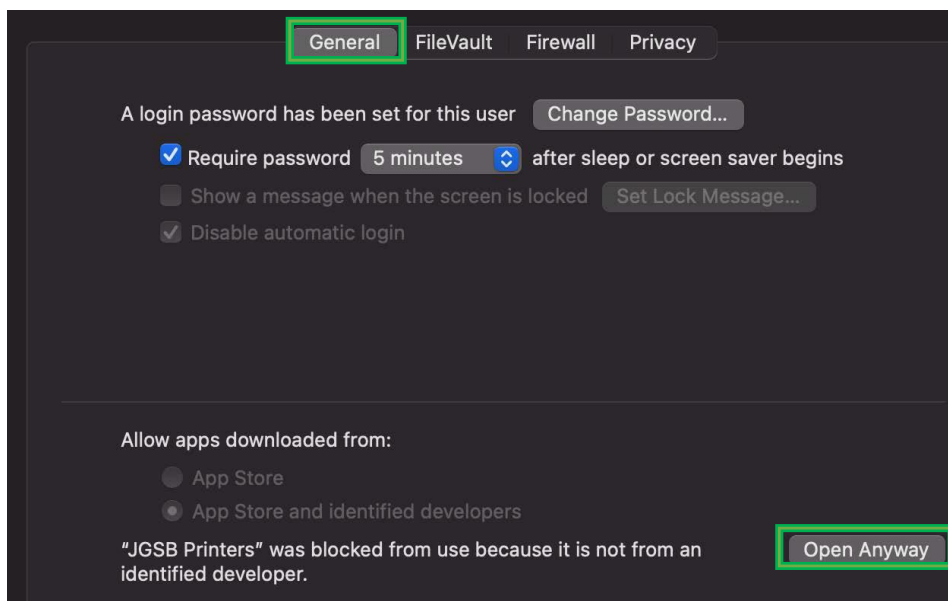 General FileVault Firewall Privacy
A login password has been set for this user Change Password...
Require password 5 minutes after sleep or screen saver begins
Show a message when the screen is locked Set Lock Message...
Disable automatic login
Allow apps downloaded from:
App Store
App Store and identified developers
“JGSB Printers” was blocked from use because it is not from an Open Anyway
identified developer.